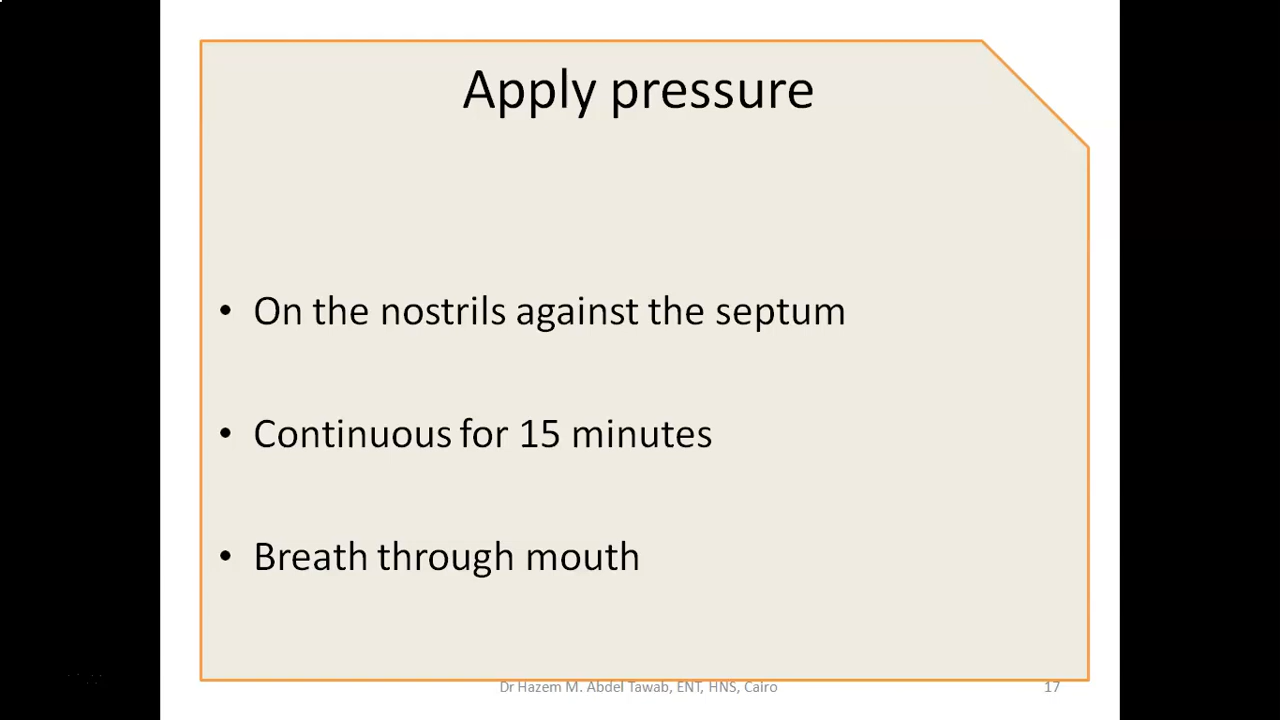 Apply pressure
• On the nostrils against the septum
• Continuous for 15 minutes
• Breath through mouth
Dr Hazem M. Abdel Tawab, ENT, HNS, Cairo
17